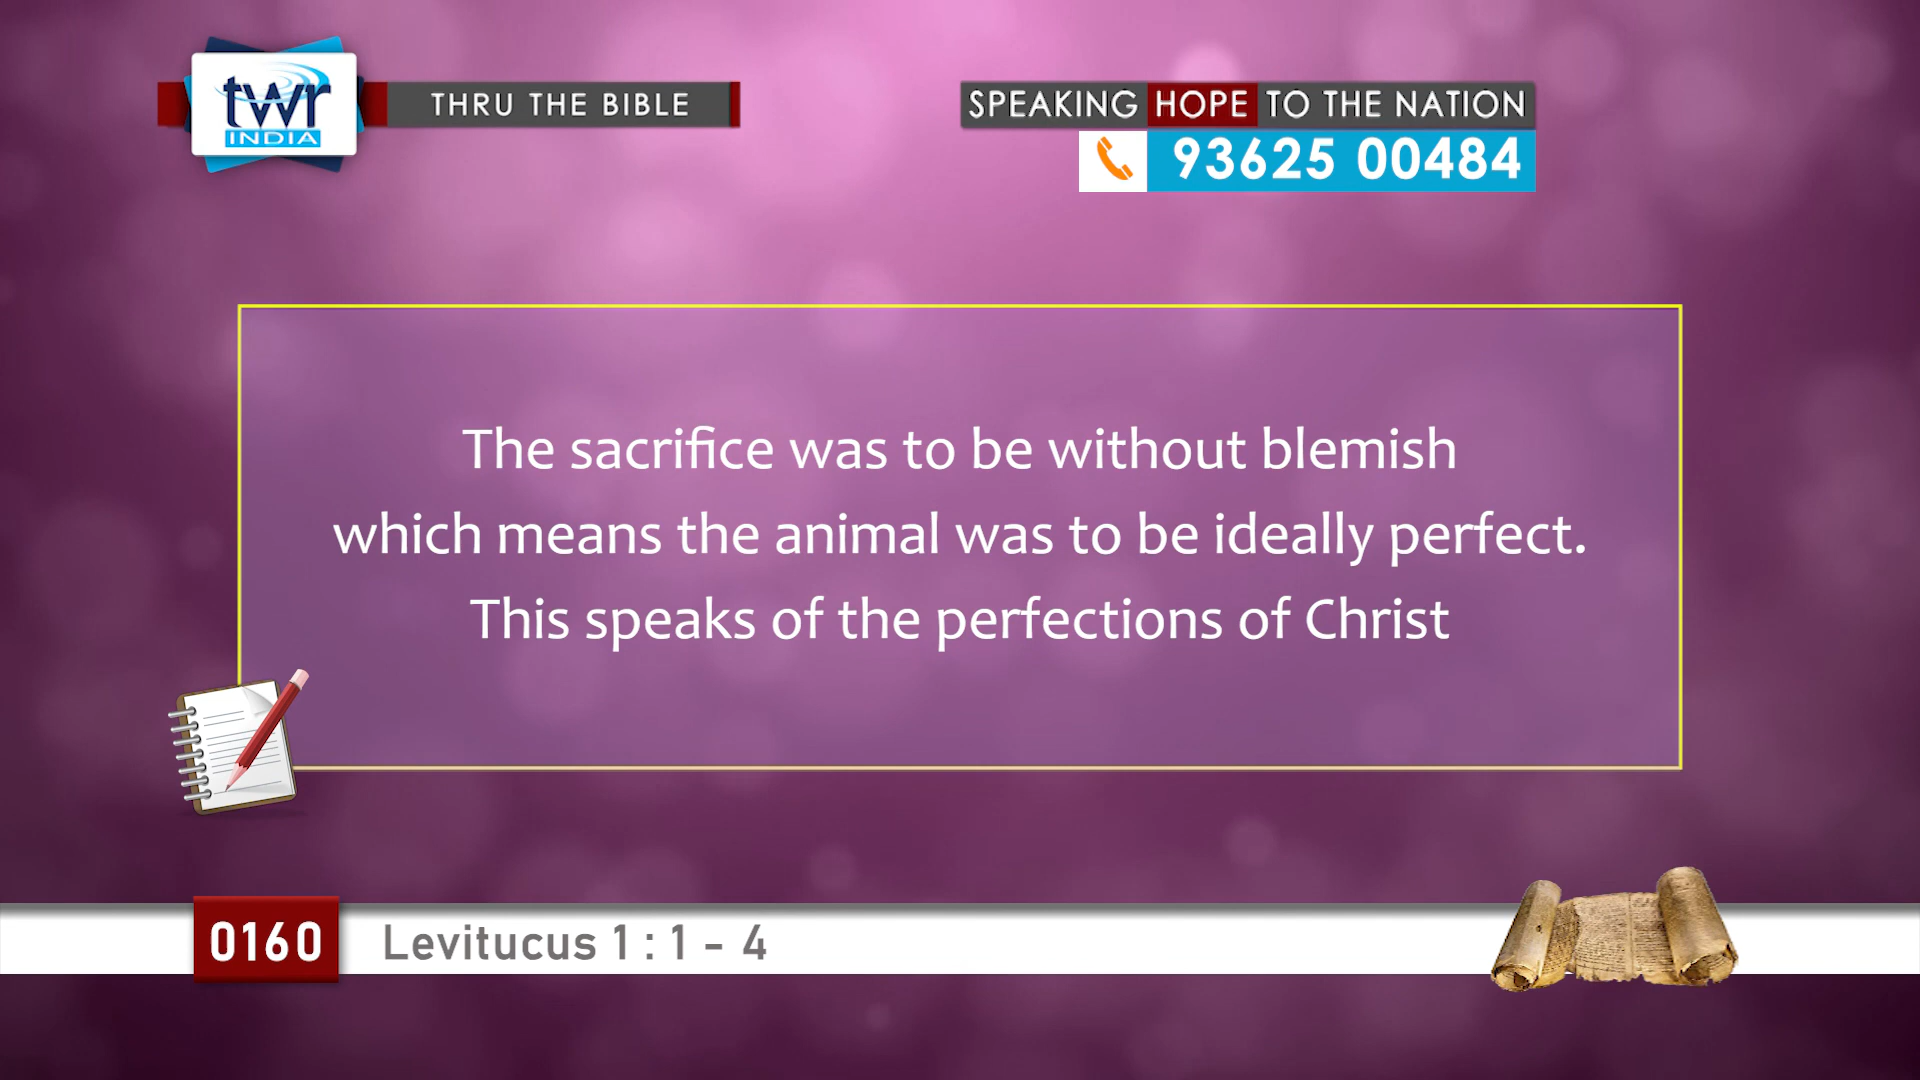 twr
INDIA
THRU THE BIBLE
SPEAKING HOPE TO THE NATION
93625 00484
The sacrifice was to be without blemish
which means the animal was to be ideally perfect.
This speaks of the perfections of Christ
0160
Levitucus 1 : 1 - 4